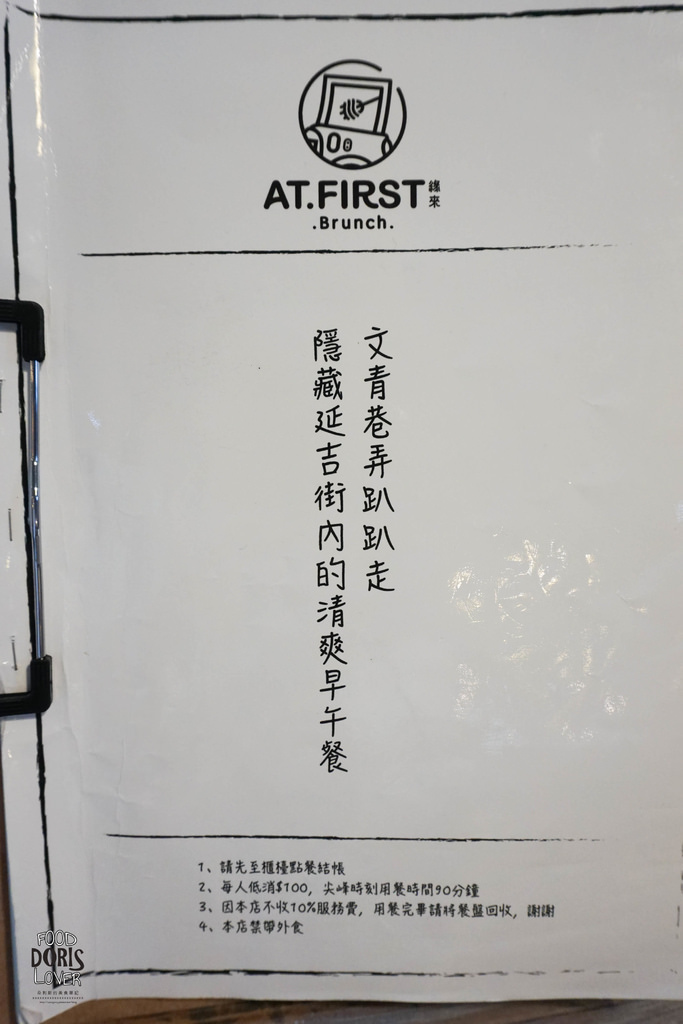 AT.FIRST 緣來
.Brunch.
文青巷弄趴趴走
隱藏延吉街內的清爽早午餐
1、請先至櫃檯點餐結帳
2、每人低消$100，尖峰時刻用餐時間90分鐘
3、因本店不收10%服務費，用餐完畢請將餐盤回收，謝謝
4、本店禁帶外食
FOOD
DORIS
LOVER